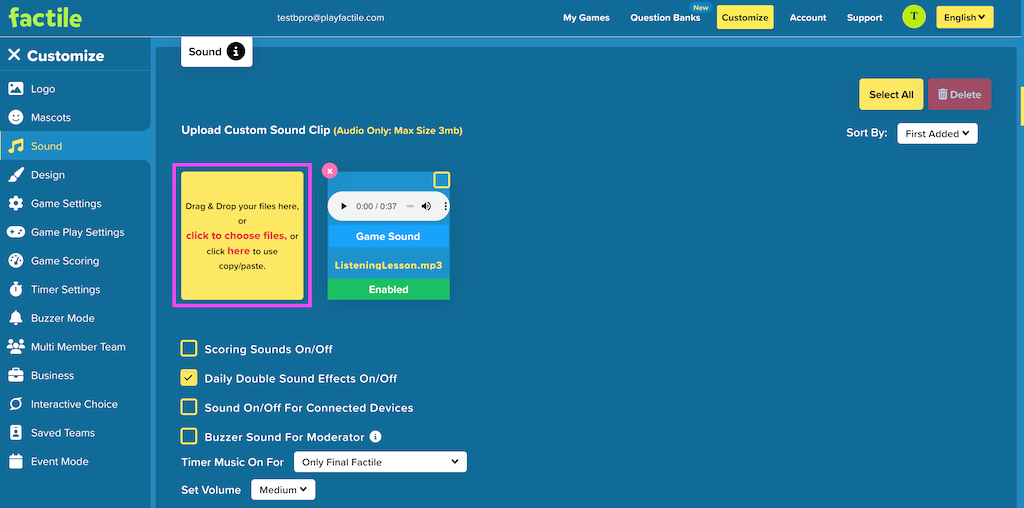 factile
testbpro@playfactile.com
My Games
Question Banks
New
Customize
Account
Support
T
English
Customize
Logo
Mascots
Sound
Design
Game Settings
Game Play Settings
Game Scoring
Timer Settings
Buzzer Mode
Multi Member Team
Business
Interactive Choice
Saved Teams
Event Mode
Sound
Select All
Delete
Upload Custom Sound Clip (Audio Only: Max Size 3mb)
Sort By: First Added
Drag & Drop your files here,
or
click to choose files, or
click here to use
copy/paste.
x
0:00 / 0:37
Game Sound
ListeningLesson.mp3
Enabled
Scoring Sounds On/Off
Daily Double Sound Effects On/Off
Sound On/Off For Connected Devices
Buzzer Sound For Moderator
Timer Music On For Only Final Factile
Set Volume Medium